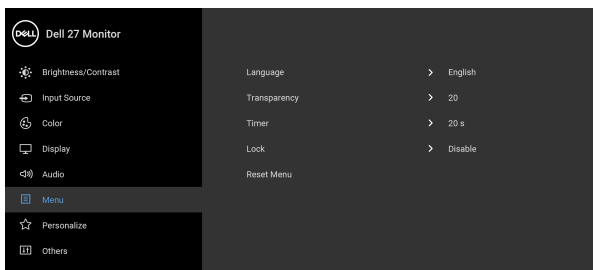 DELL Dell 27 Monitor
Brightness/Contrast
Input Source
Color
Display
Audio
Menu
Personalize
Others
Language > English
Transparency > 20
Timer > 20 s
Lock > Disable
Reset Menu